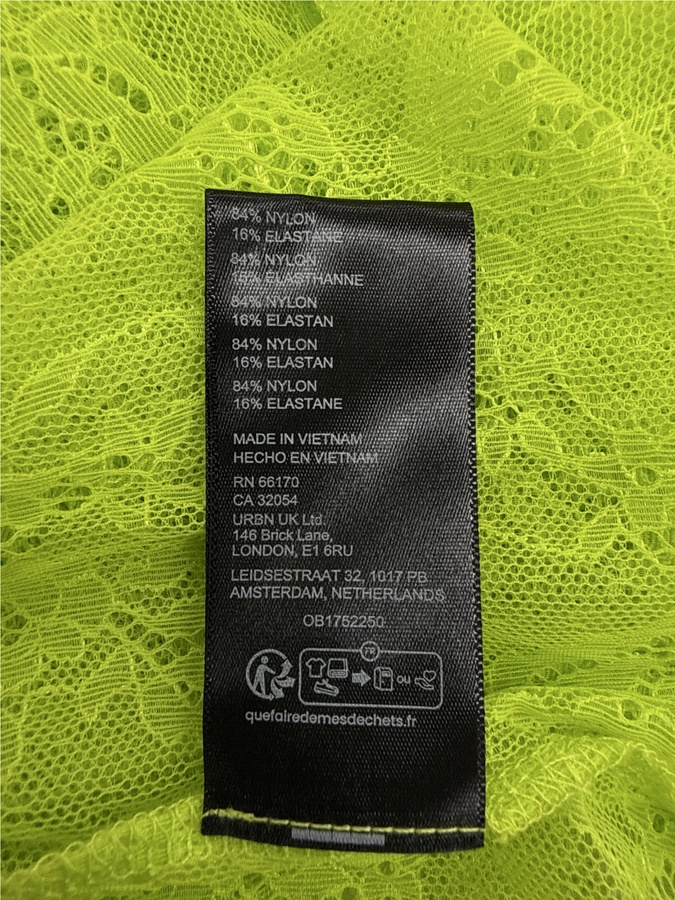 84% NYLON
16% ELASTANE
84% NYLON
16% ELASTHANNE
84% NYLON
16% ELASTAN
84% NYLON
16% ELASTAN
84% NYLON
16% ELASTANE
MADE IN VIETNAM
HECHO EN VIETNAM
RN 66170
CA 32054
URBN UK Ltd.
146 Brick Lane,
LONDON, E1 6RU
LEIDSESTRAAT 32, 1017 PB
AMSTERDAM, NETHERLANDS
OB1752250
FR
OU
quefairedemesdechets.fr